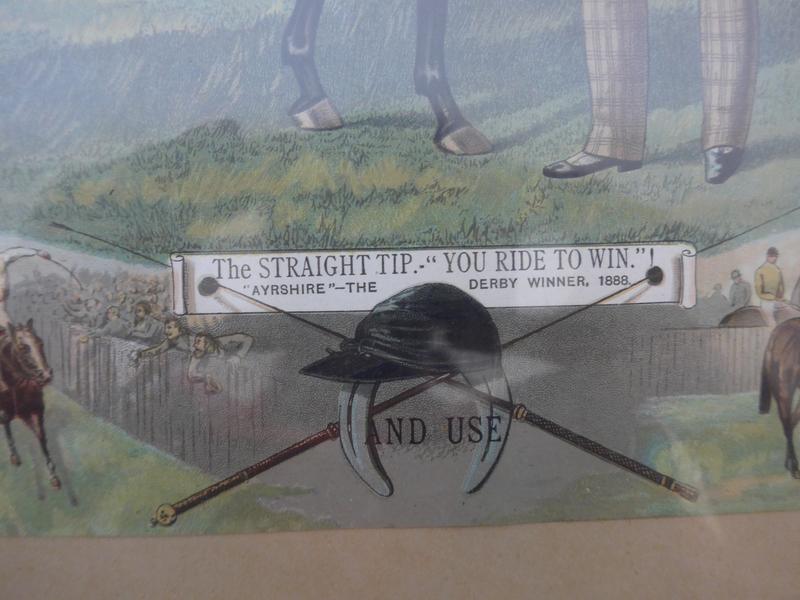 The STRAIGHT TIP.-"YOU RIDE TO WIN."!
"AYRSHIRE"—THE DERBY WINNER, 1888.
AND USE